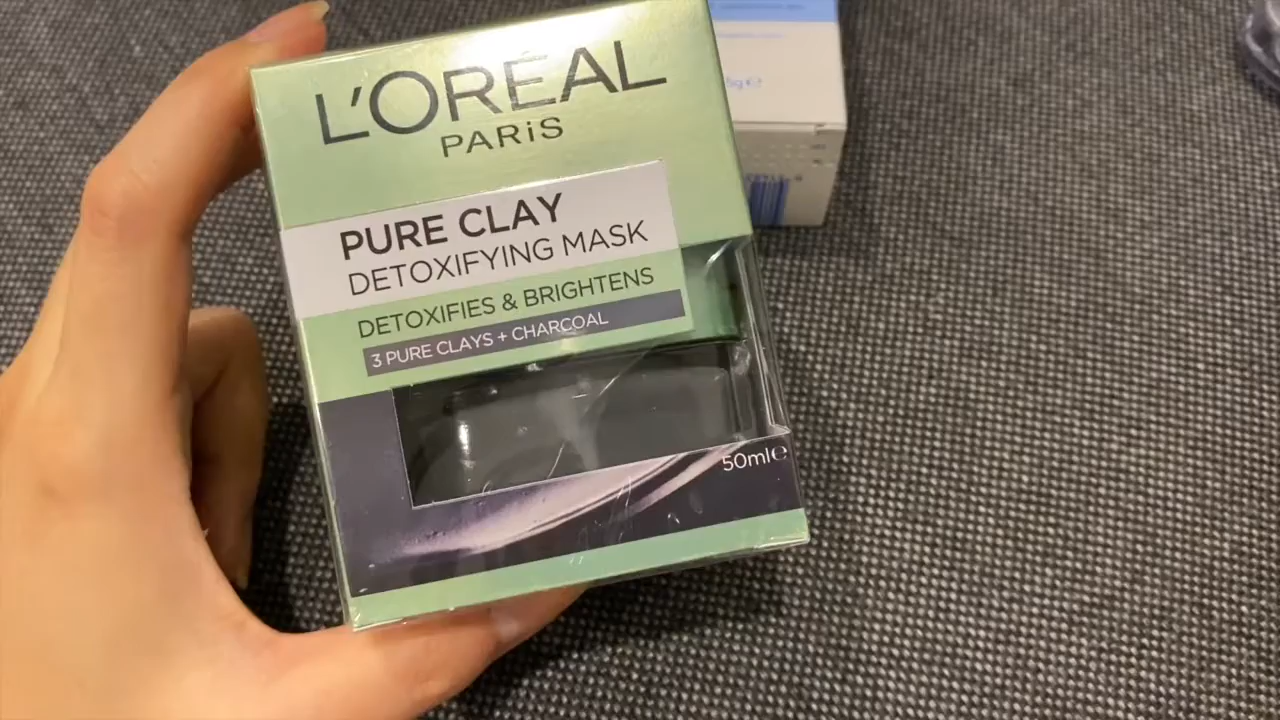 L'ORÉAL
PARiS
PURE CLAY
DETOXIFYING MASK
DETOXIFIES & BRIGHTENS
3 PURE CLAYS + CHARCOAL
50ml℮